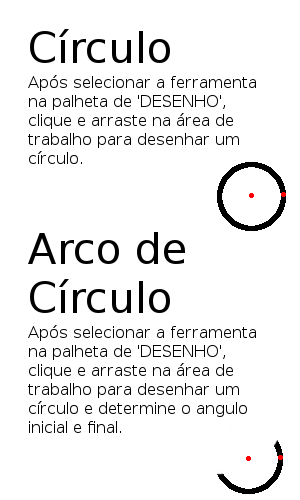 Círculo
Após selecionar a ferramenta
na palheta de 'DESENHO',
clique e arraste na área de
trabalho para desenhar um
círculo.
Arco de
Círculo
Após selecionar a ferramenta
na palheta de 'DESENHO',
clique e arraste na área de
trabalho para desenhar um
círculo e determine o angulo
inicial e final.